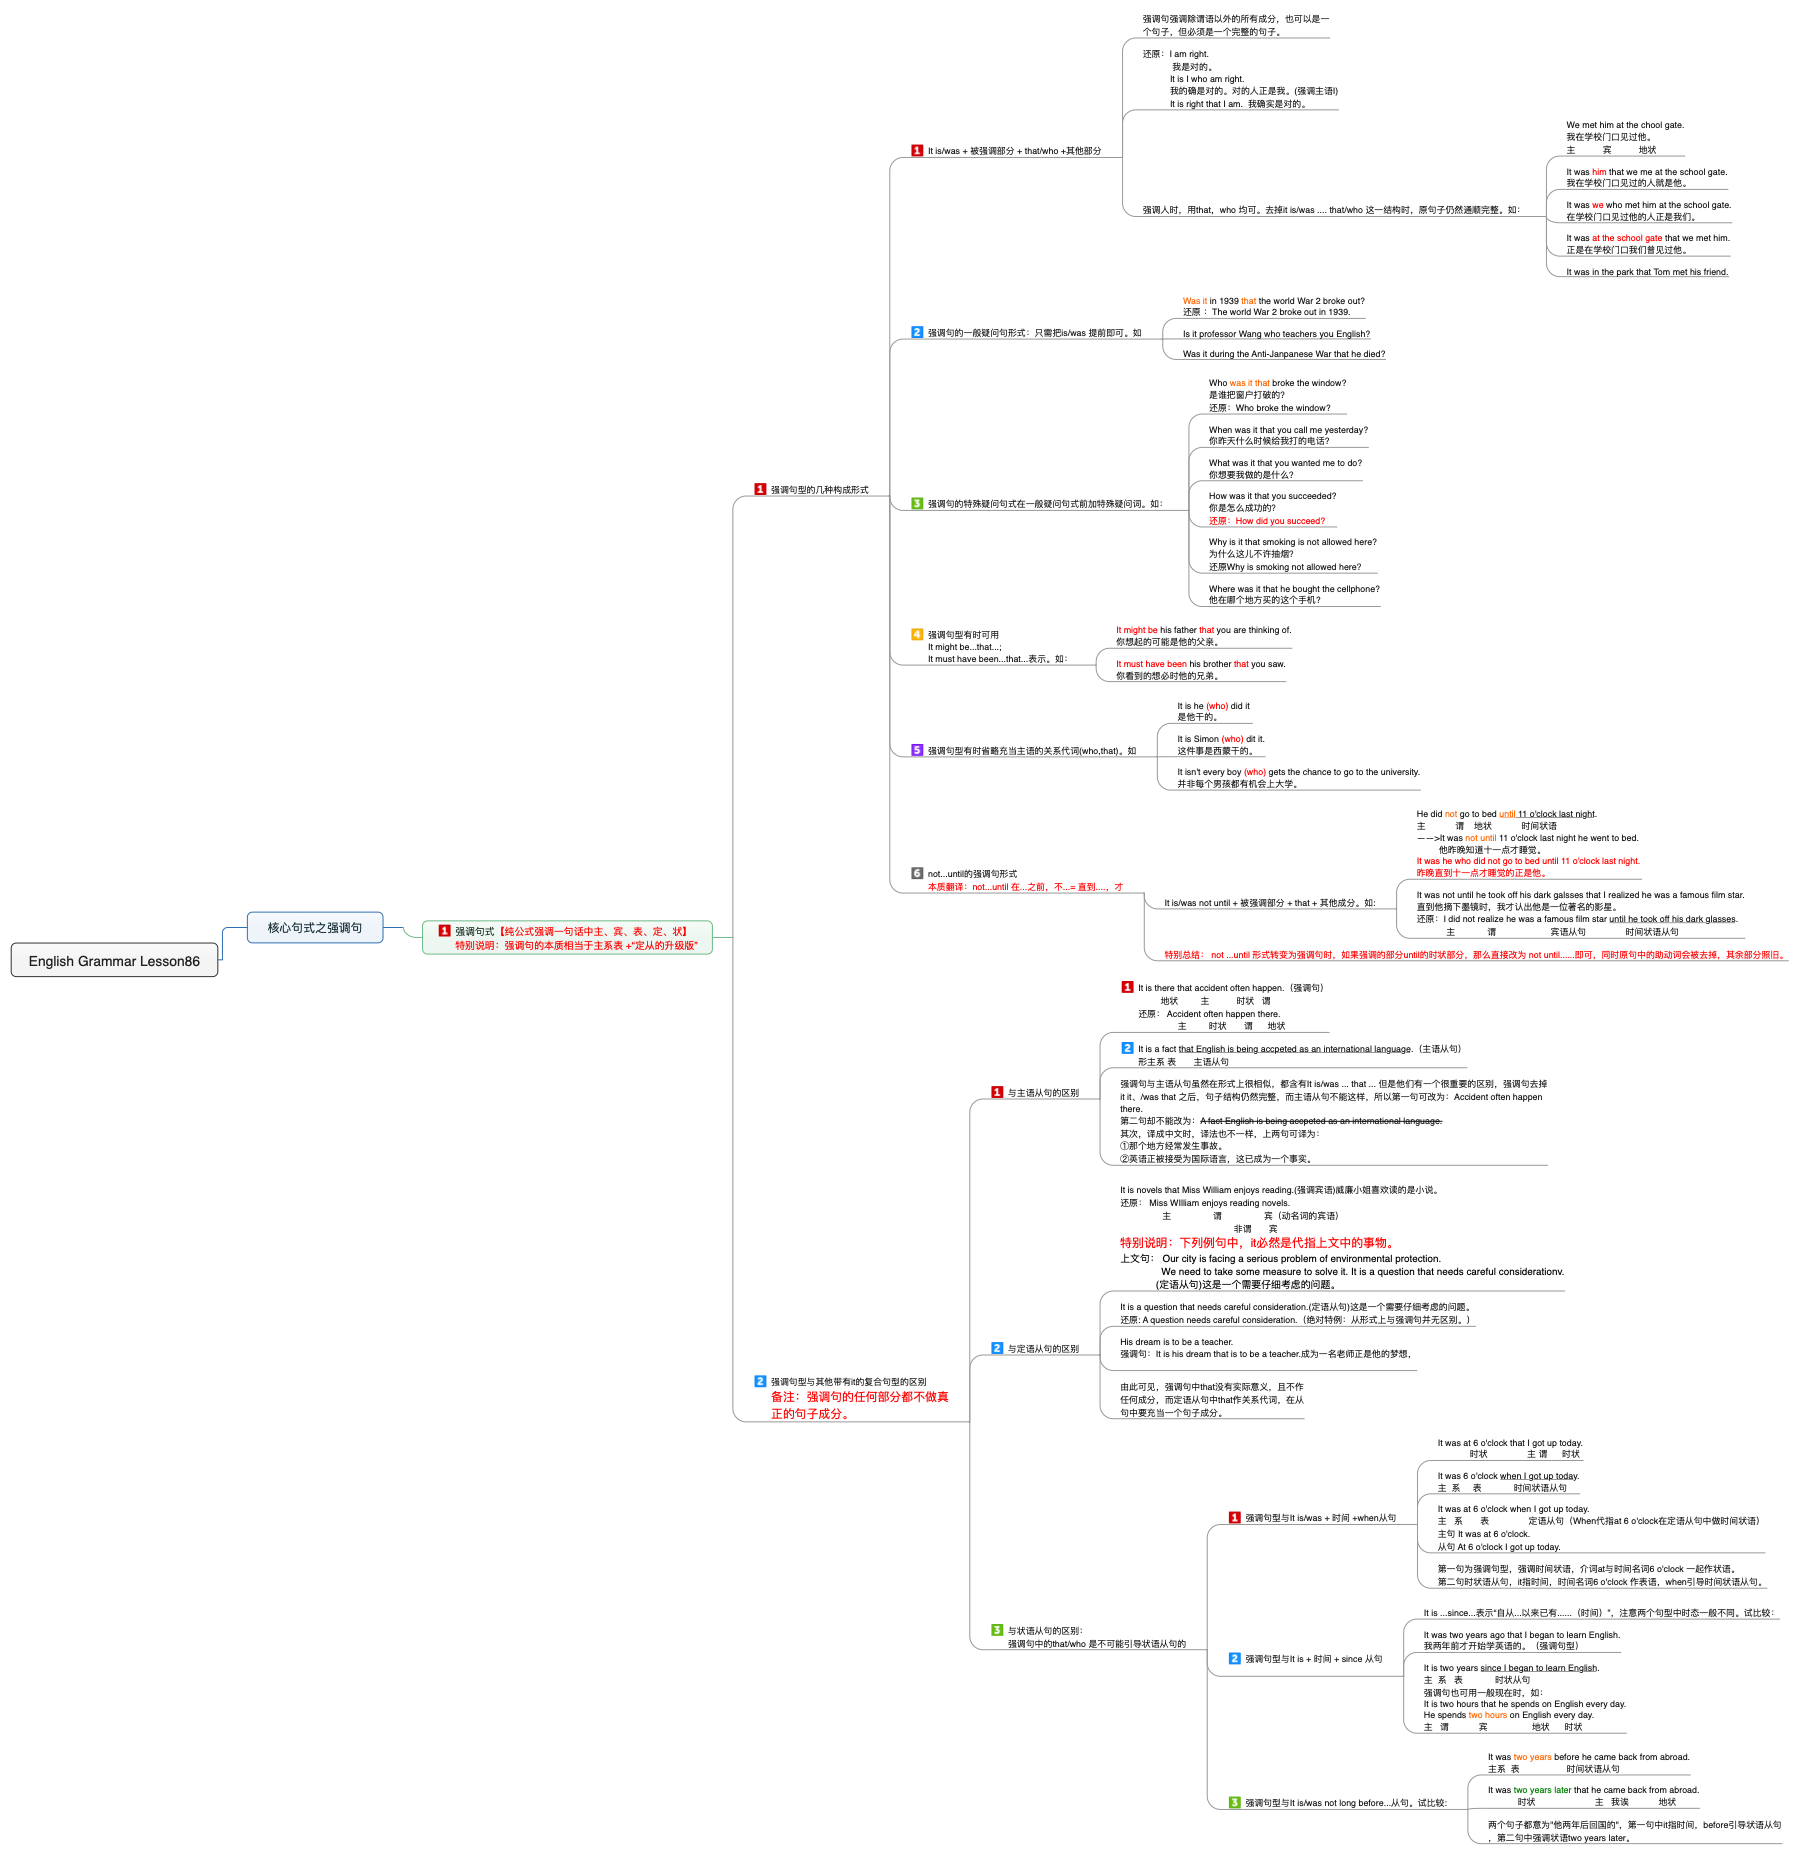 English Grammar Lesson86
核心句式之强调句
1 强调句式【纯公式强调一句话中主、宾、表、定、状】
特别说明：强调句的本质相当于主系表 +“定从的升级版”
1 强调句型的几种构成形式
1 It is/was + 被强调部分 + that/who +其他部分
强调句强调除谓语以外的所有成分，也可以是一
个句子，但必须是一个完整的句子。
还原：I am right.
我是对的。
It is I who am right.
我的确是对的。对的人正是我。(强调主语I)
It is right that I am. 我确实是对的。
强调人时，用that，who 均可。去掉it is/was .... that/who 这一结构时，原句子仍然通顺完整。如：
We met him at the chool gate.
我在学校门口见过他。
主 宾 地状
It was him that we me at the school gate.
我在学校门口见过的人就是他。
It was we who met him at the school gate.
在学校门口见过他的人正是我们。
It was at the school gate that we met him.
正是在学校门口我们曾见过他。
It was in the park that Tom met his friend.
2 强调句的一般疑问句形式：只需把is/was 提前即可。如
Was it in 1939 that the world War 2 broke out?
还原 ：The world War 2 broke out in 1939.
Is it professor Wang who teachers you English?
Was it during the Anti-Janpanese War that he died?
3 强调句的特殊疑问句式在一般疑问句式前加特殊疑问词。如：
Who was it that broke the window?
是谁把窗户打破的?
还原：Who broke the window?
When was it that you call me yesterday?
你昨天什么时候给我打的电话?
What was it that you wanted me to do?
你想要我做的是什么?
How was it that you succeeded?
你是怎么成功的?
还原：How did you succeed?
Why is it that smoking is not allowed here?
为什么这儿不许抽烟?
还原Why is smoking not allowed here?
Where was it that he bought the cellphone?
他在哪个地方买的这个手机？
4 强调句型有时可用
It might be...that...;
It must have been...that...表示。如：
It might be his father that you are thinking of.
你想起的可能是他的父亲。
It must have been his brother that you saw.
你看到的想必时他的兄弟。
5 强调句型有时省略充当主语的关系代词(who,that)。如
It is he (who) did it
是他干的。
It is Simon (who) dit it.
这件事是西蒙干的。
It isn't every boy (who) gets the chance to go to the university.
并非每个男孩都有机会上大学。
6 not...until的强调句形式
本质翻译：not...until 在...之前，不...= 直到....，才
It is/was not until + 被强调部分 + that + 其他成分。如:
He did not go to bed until 11 o'clock last night.
主 谓 地状 时间状语
——>It was not until 11 o'clock last night he went to bed.
他昨晚知道十一点才睡觉。
It was he who did not go to bed until 11 o'clock last night.
昨晚直到十一点才睡觉的正是他。
It was not until he took off his dark galsses that I realized he was a famous film star.
直到他摘下墨镜时，我才认出他是一位著名的影星。
还原：I did not realize he was a famous film star until he took off his dark glasses.
主 谓 宾语从句 时间状语从句
特别总结： not ...until 形式转变为强调句时，如果强调的部分until的时状部分，那么直接改为 not until......即可，同时原句中的助动词会被去掉，其余部分照旧。
2 强调句型与其他带有it的复合句型的区别
备注：强调句的任何部分都不做真
正的句子成分。
1 与主语从句的区别
1 It is there that accident often happen.（强调句）
地状 主 时状 谓
还原： Accident often happen there.
主 时状 谓 地状
2 It is a fact that English is being accpeted as an international language.（主语从句）
形主系 表 主语从句
强调句与主语从句虽然在形式上很相似，都含有It is/was ... that ... 但是他们有一个很重要的区别，强调句去掉
it it、/was that 之后，句子结构仍然完整，而主语从句不能这样，所以第一句可改为：Accident often happen
there.
第二句却不能改为：A fact English is being accpeted as an international language.
其次，译成中文时，译法也不一样，上两句可译为：
①那个地方经常发生事故。
②英语正被接受为国际语言，这已成为一个事实。
2 与定语从句的区别
It is novels that Miss William enjoys reading.(强调宾语)威廉小姐喜欢读的是小说。
还原： Miss WIlliam enjoys reading novels.
主 谓 宾（动名词的宾语）
非谓 宾
特别说明：下列例句中，it必然是代指上文中的事物。
上文句： Our city is facing a serious problem of environmental protection.
We need to take some measure to solve it. It is a question that needs careful considerationv.
(定语从句)这是一个需要仔细考虑的问题。
It is a question that needs careful consideration.(定语从句)这是一个需要仔细考虑的问题。
还原: A question needs careful consideration.（绝对特例：从形式上与强调句并无区别。）
His dream is to be a teacher.
强调句：It is his dream that is to be a teacher.成为一名老师正是他的梦想，
由此可见，强调句中that没有实际意义，且不作
任何成分，而定语从句中that作关系代词，在从
句中要充当一个句子成分。
3 与状语从句的区别：
强调句中的that/who 是不可能引导状语从句的
1 强调句型与It is/was + 时间 +when从句
It was at 6 o'clock that I got up today.
时状 主 谓 时状
It was 6 o'clock when I got up today.
主 系 表 时间状语从句
It was at 6 o'clock when I got up today.
主 系 表 定语从句（When代指at 6 o'clock在定语从句中做时间状语）
主句 It was at 6 o'clock.
从句 At 6 o'clock I got up today.
第一句为强调句型，强调时间状语，介词at与时间名词6 o'clock 一起作状语。
第二句时状语从句，it指时间，时间名词6 o'clock 作表语，when引导时间状语从句。
2 强调句型与It is + 时间 + since 从句
It is ...since...表示“自从...以来已有......（时间）”，注意两个句型中时态一般不同。试比较：
It was two years ago that I began to learn English.
我两年前才开始学英语的。（强调句型）
It is two years since I began to learn English.
主 系 表 时状从句
强调句也可用一般现在时，如：
It is two hours that he spends on English every day.
He spends two hours on English every day.
主 谓 宾 地状 时状
3 强调句型与It is/was not long before...从句。试比较:
It was two years before he came back from abroad.
主系 表 时间状语从句
It was two years later that he came back from abroad.
时状 主 我诶 地状
两个句子都意为“他两年后回国的”，第一句中it指时间，before引导状语从句
，第二句中强调状语two years later。